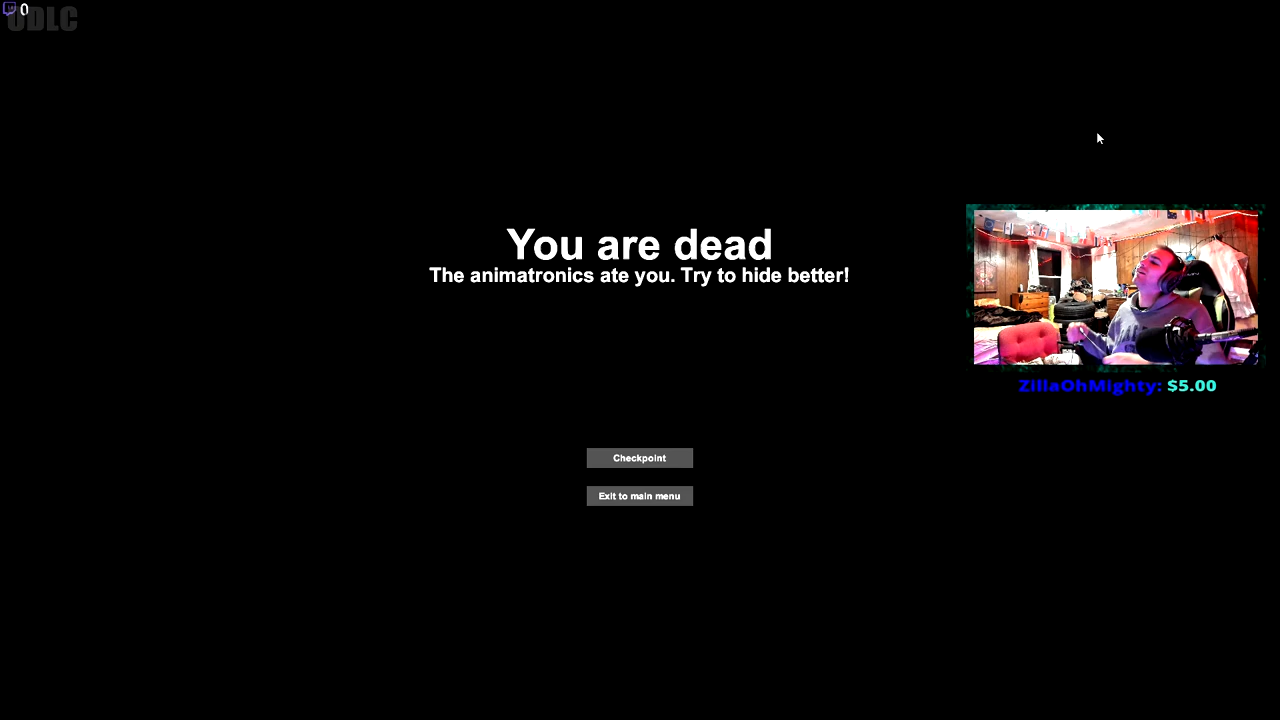 0
UDLC
You are dead
The animatronics ate you. Try to hide better!
ZillaOhMighty: $5.00
Checkpoint
Exit to main menu